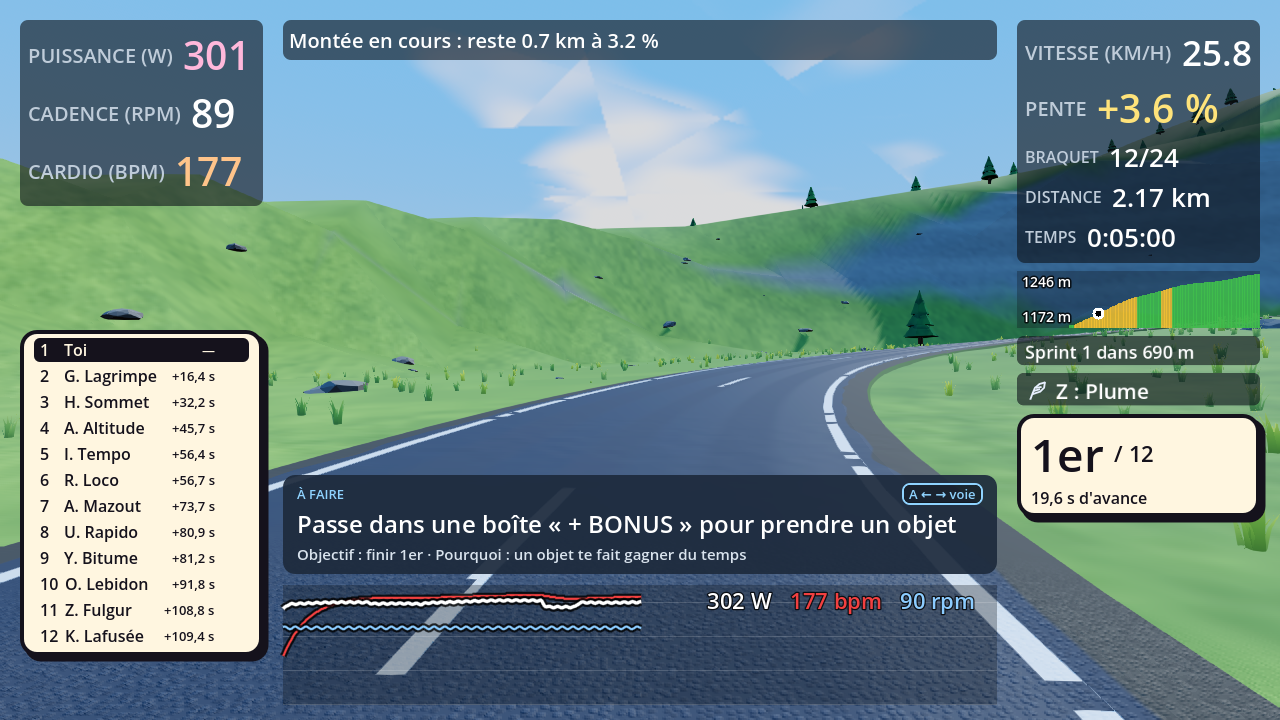 PUISSANCE (W) 301
CADENCE (RPM) 89
CARDIO (BPM) 177
Montée en cours : reste 0.7 km à 3.2 %
VITESSE (KM/H) 25.8
PENTE +3.6 %
BRAQUET 12/24
DISTANCE 2.17 km
TEMPS 0:05:00
1246 m
1172 m
Sprint 1 dans 690 m
Z : Plume
1er / 12
19,6 s d'avance
1 Toi —
2 G. Lagrimpe +16,4 s
3 H. Sommet +32,2 s
4 A. Altitude +45,7 s
5 I. Tempo +56,4 s
6 R. Loco +56,7 s
7 A. Mazout +73,7 s
8 U. Rapido +80,9 s
9 Y. Bitume +81,2 s
10 O. Lebidon +91,8 s
11 Z. Fulgur +108,8 s
12 K. Lafusée +109,4 s
À FAIRE
A ← → voie
Passe dans une boîte « + BONUS » pour prendre un objet
Objectif : finir 1er · Pourquoi : un objet te fait gagner du temps
302 W 177 bpm 90 rpm